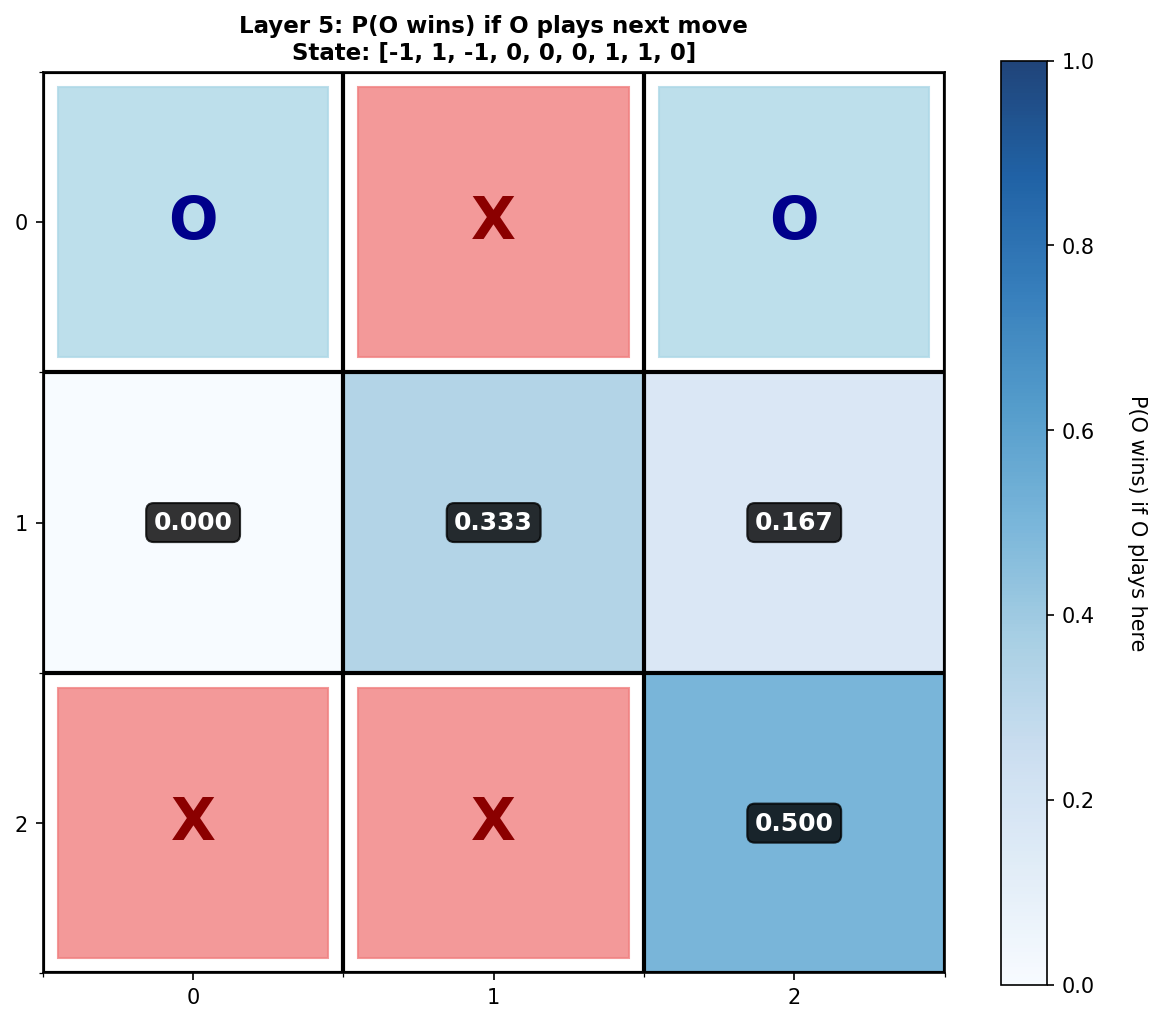 Layer 5: P(O wins) if O plays next move
State: [-1, 1, -1, 0, 0, 0, 1, 1, 0]
O
X
O
0
1
0.000
0.333
0.167
2
X
X
0.500
0
1
2
1.0
0.8
0.6
0.4
0.2
0.0
P(O wins) if O plays here